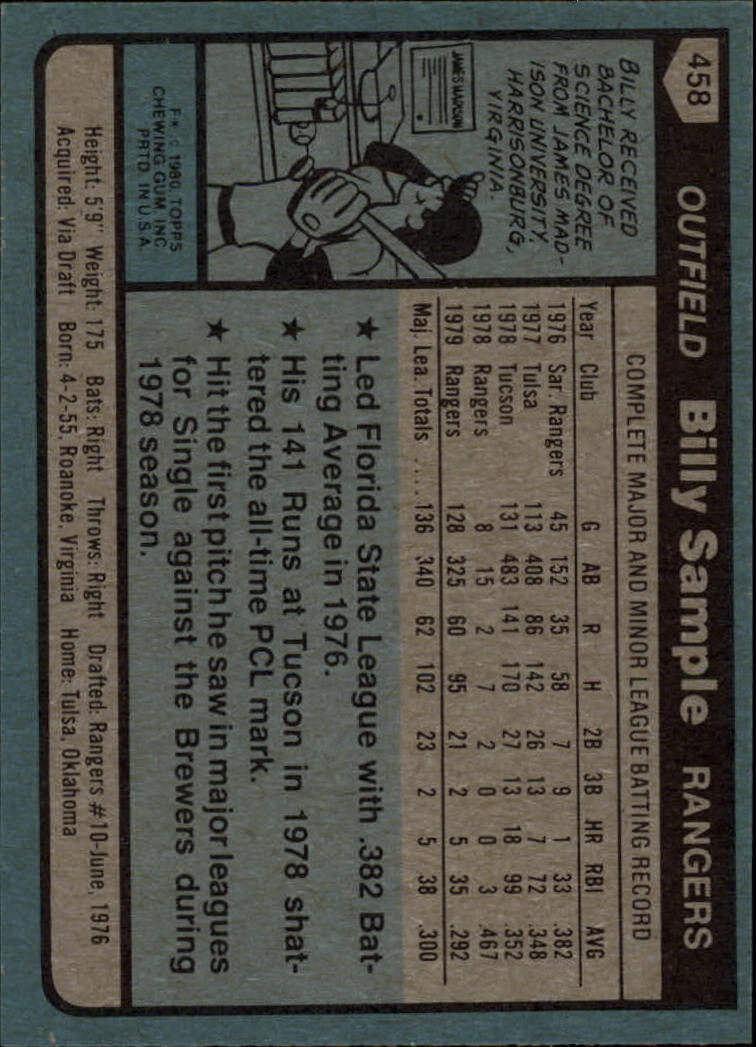 458
OUTFIELD Billy Sample RANGERS
BILLY RECEIVED
BACHELOR OF
SCIENCE DEGREE
FROM JAMES MAD-
ISON UNIVERSITY,
HARRISONBURG,
VIRGINIA.
JAMES MADISON
F* © 1980, TOPPS
CHEWING GUM, INC.
PRTD. IN U.S.A.
COMPLETE MAJOR AND MINOR LEAGUE BATTING RECORD
Year Club G AB R H 2B 3B HR RBI AVG
1976 Sar. Rangers 45 152 35 58 7 9 1 33 .382
1977 Tulsa 113 408 86 142 26 13 7 72 .348
1978 Tucson 131 483 141 170 27 13 18 99 .352
1978 Rangers 8 15 2 7 2 0 0 3 .467
1979 Rangers 128 325 60 95 21 2 5 35 .292
Maj. Lea. Totals .... 136 340 62 102 23 2 5 38 .300
★ Led Florida State League with .382 Bat-
ting Average in 1976.
★ His 141 Runs at Tucson in 1978 shat-
tered the all-time PCL mark.
★ Hit the first pitch he saw in major leagues
for Single against the Brewers during
1978 season.
Height: 5'9" Weight: 175 Bats: Right Throws: Right Drafted: Rangers #10-June, 1976
Acquired: Via Draft Born: 4-2-55, Roanoke, Virginia Home: Tulsa, Oklahoma